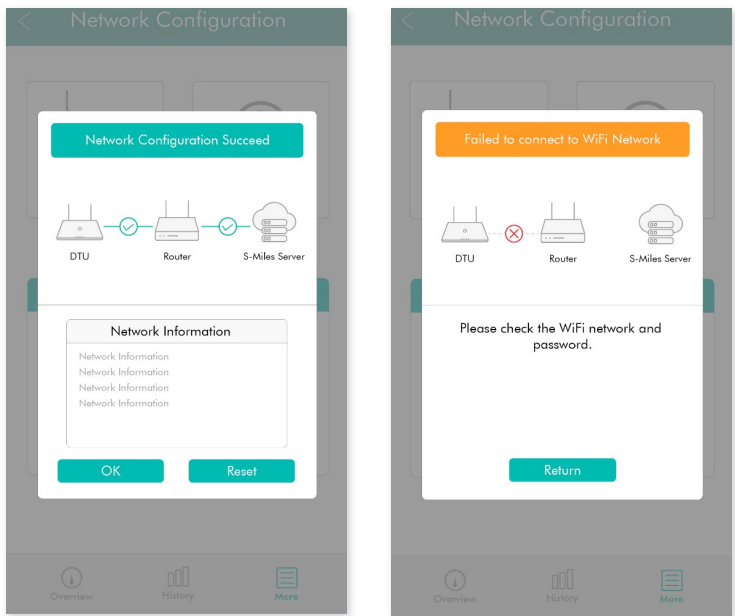 < Network Configuration
Network Configuration Succeed
DTU Router S-Miles Server
Network Information
Network Information
Network Information
Network Information
Network Information
OK Reset
Overview History More
< Network Configuration
Failed to connect to WiFi Network
DTU Router S-Miles Server
Please check the WiFi network and
password.
Return
Overview History More